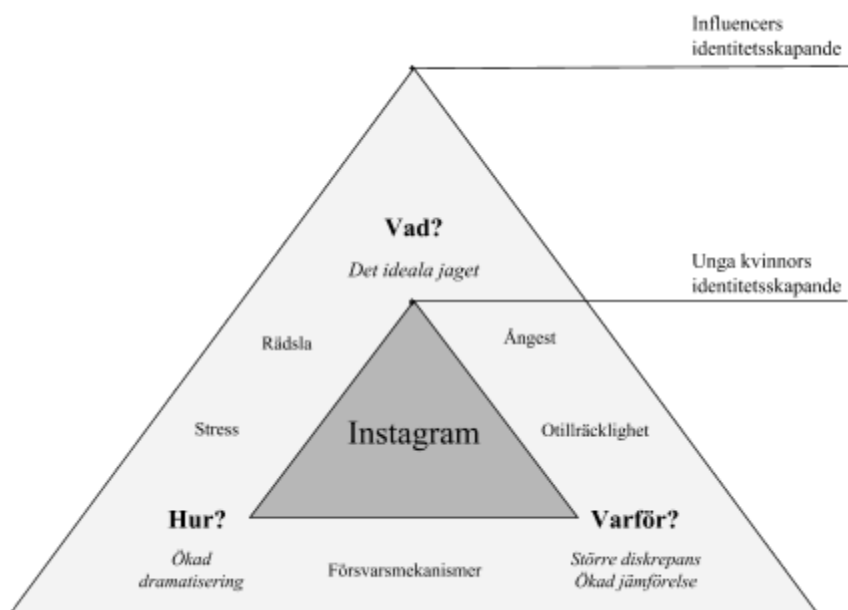 Influencers
identitetsskapande
Vad?
Det ideala jaget
Unga kvinnors
identitetsskapande
Rädsla
Ångest
Stress
Instagram
Otillräcklighet
Hur?
Varför?
Ökad
dramatisering
Försvarsmekanismer
Större diskrepans
Ökad jämförelse